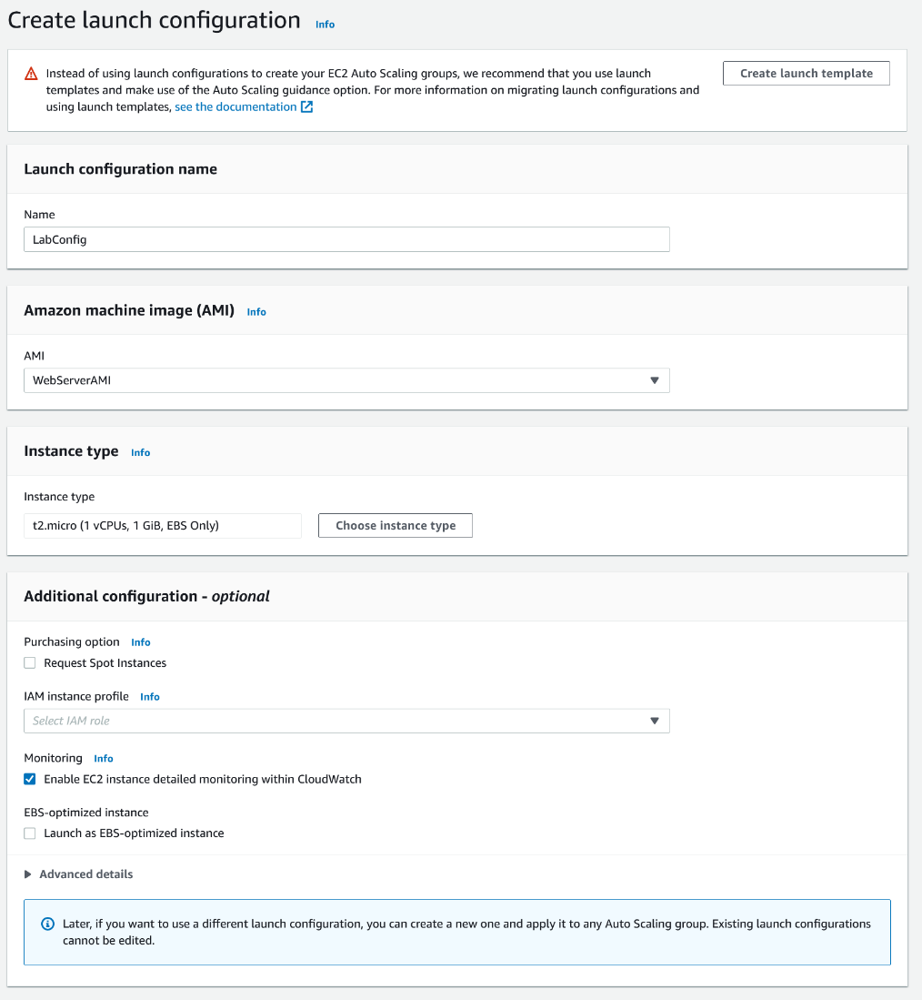 Create launch configuration Info
Instead of using launch configurations to create your EC2 Auto Scaling groups, we recommend that you use launch
templates and make use of the Auto Scaling guidance option. For more information on migrating launch configurations and
using launch templates, see the documentation
Create launch template
Launch configuration name
Name
LabConfig
Amazon machine image (AMI) Info
AMI
WebServerAMI
Instance type Info
Instance type
t2.micro (1 vCPUs, 1 GiB, EBS Only)
Choose instance type
Additional configuration - optional
Purchasing option Info
Request Spot Instances
IAM instance profile Info
Select IAM role
Monitoring Info
Enable EC2 instance detailed monitoring within CloudWatch
EBS-optimized instance
Launch as EBS-optimized instance
Advanced details
Later, if you want to use a different launch configuration, you can create a new one and apply it to any Auto Scaling group. Existing launch configurations
cannot be edited.